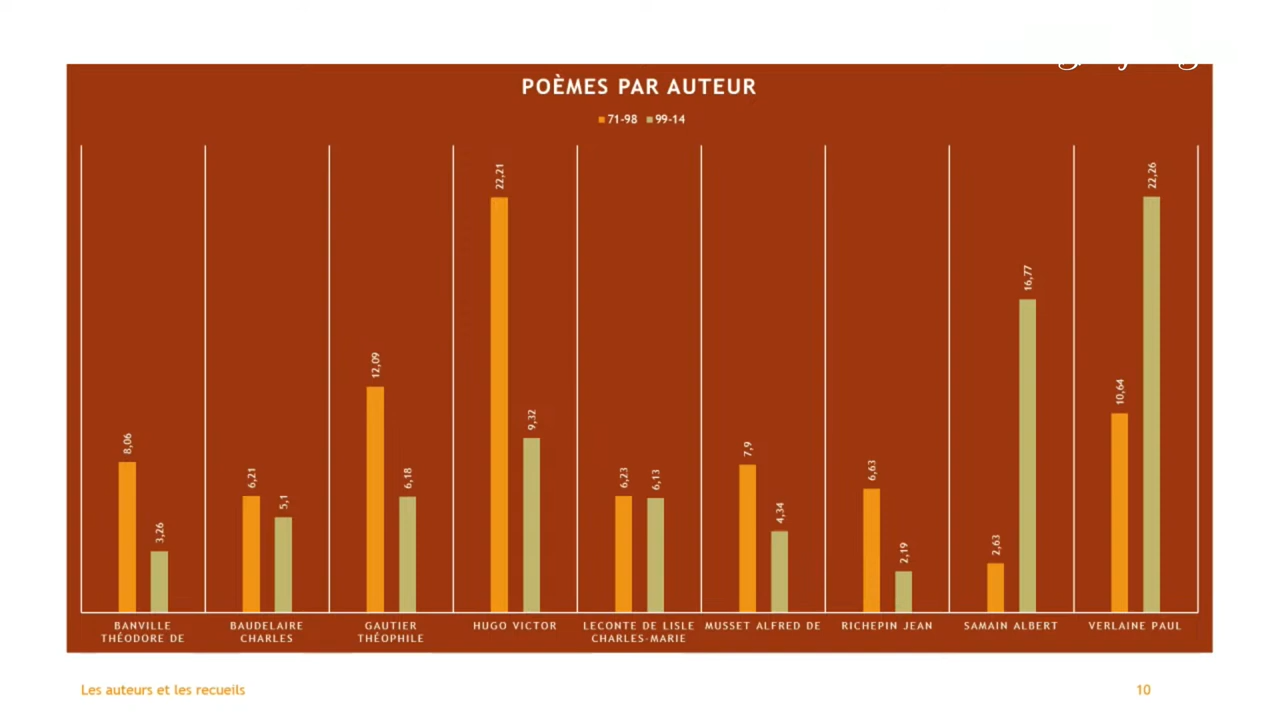 POÈMES PAR AUTEUR
71-98 99-14
8,06
3,26
6,21
5,1
12,09
6,18
22,21
9,32
6,23
6,13
7,9
4,34
6,63
2,19
2,63
16,77
10,64
22,26
BANVILLE
THÉODORE DE
BAUDELAIRE
CHARLES
GAUTIER
THÉOPHILE
HUGO VICTOR
LECONTE DE LISLE
CHARLES-MARIE
MUSSET ALFRED DE
RICHEPIN JEAN
SAMAIN ALBERT
VERLAINE PAUL
Les auteurs et les recueils
10